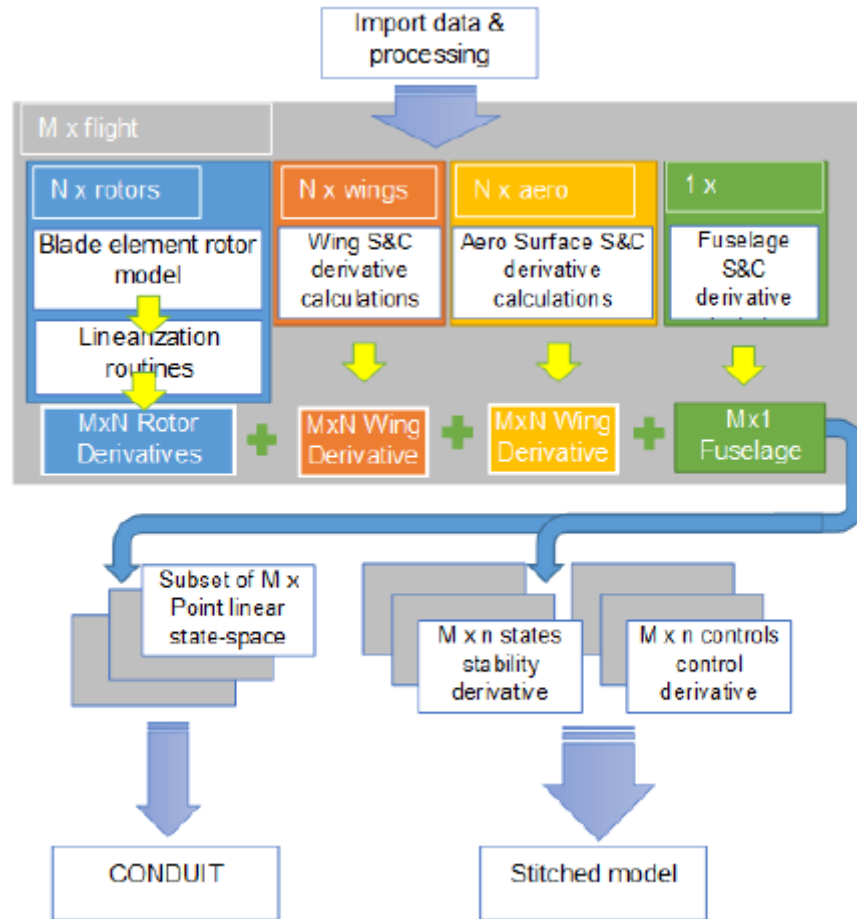 Import data &
processing
M x flight
N x rotors
N x wings
N x aero
1 x
Blade element rotor
model
Wing S&C
derivative
calculations
Aero Surface S&C
derivative
calculations
Fuselage
S&C
derivative
Linearization
routines
MxN Rotor
Derivatives
+
MxN Wing
Derivative
+
MxN Wing
Derivative
+
Mx1
Fuselage
Subset of M x
Point linear
state-space
M x n states
stability
derivative
M x n controls
control
derivative
CONDUIT
Stitched model